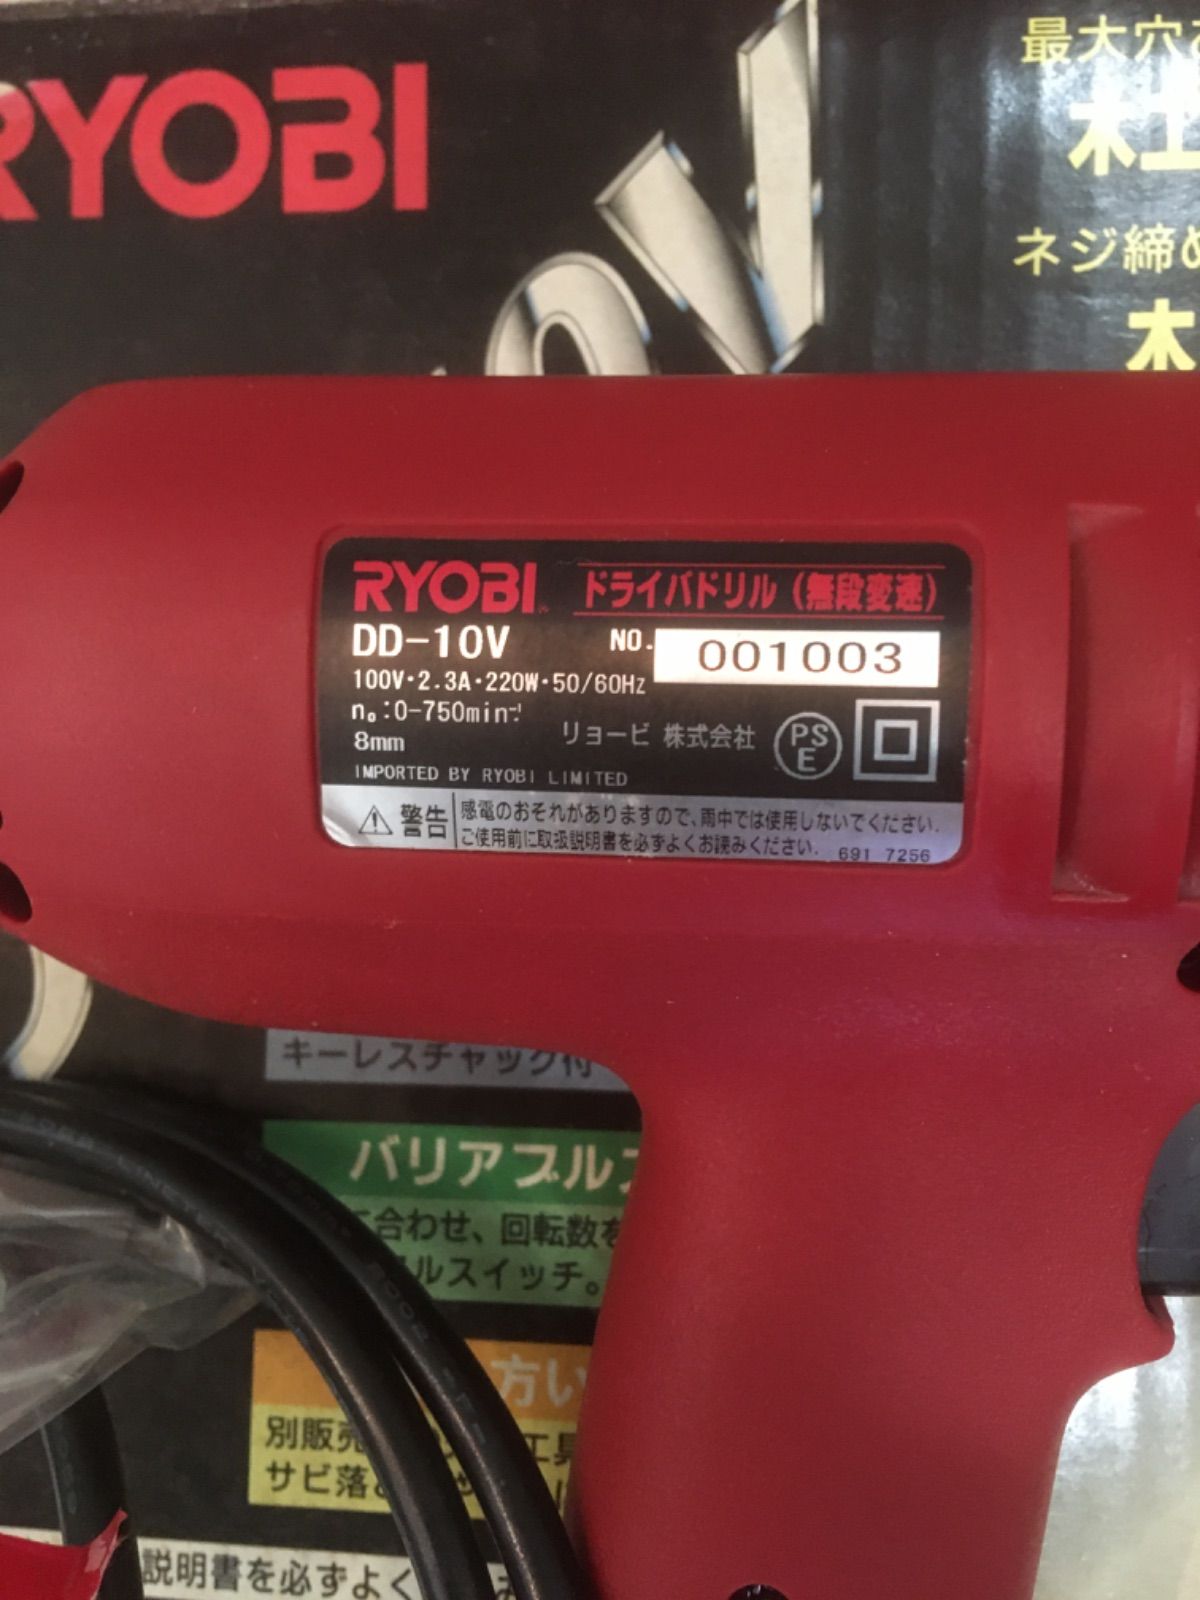 RYOBI
最大穴
木工
ネジ締め
木
RYOBI
ドライバドリル（無段変速）
DD-10V
NO. 001003
100V・2.3A・220W・50/60Hz
n₀:0-750min⁻¹
8mm
リョービ 株式会社
PS
E
IMPORTED BY RYOBI LIMITED
警告
感電のおそれがありますので、雨中では使用しないでください.
ご使用前に取扱説明書を必ずよくお読みください.
691 7256
キーレスチャック付
バリアブルス
合わせ、回転数を
ルスイッチ。
方い
別販売 工具
サビ落
説明書を必ずよく